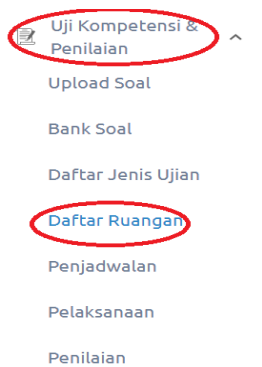 Uji Kompetensi &
Penilaian
Upload Soal
Bank Soal
Daftar Jenis Ujian
Daftar Ruangan
Penjadwalan
Pelaksanaan
Penilaian